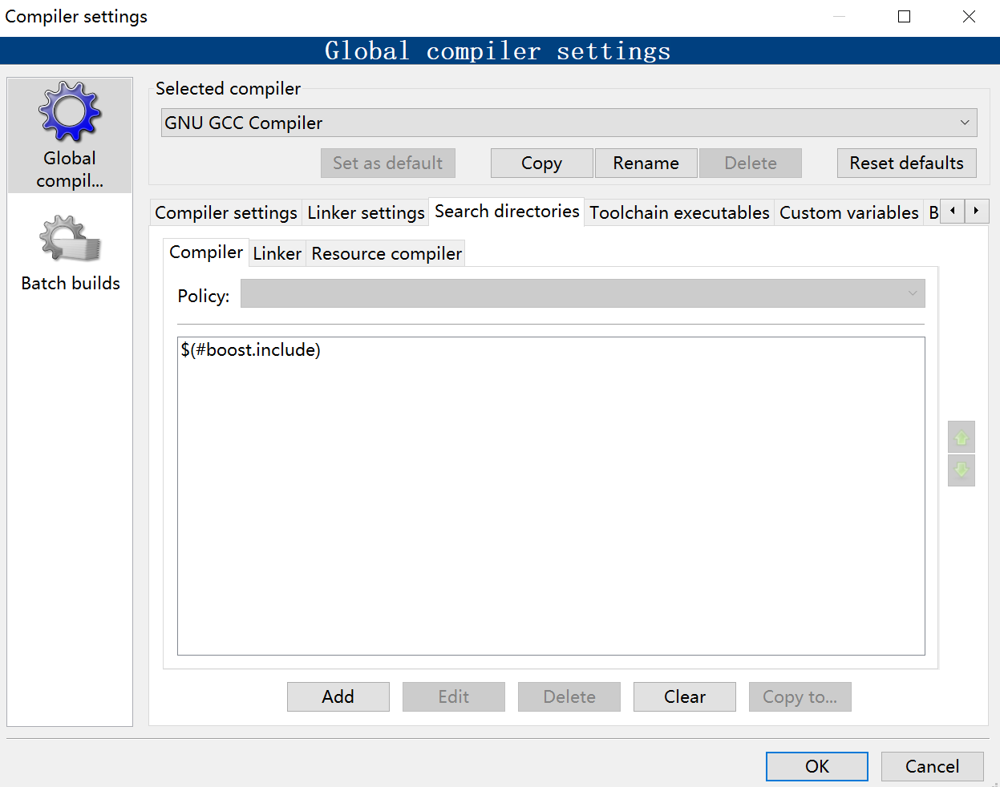 Compiler settings
Global compiler settings
Global
compil...
Batch builds
Selected compiler
GNU GCC Compiler
Set as default Copy Rename Delete Reset defaults
Compiler settings Linker settings Search directories Toolchain executables Custom variables B
Compiler Linker Resource compiler
Policy:
$(#boost.include)
Add Edit Delete Clear Copy to...
OK Cancel